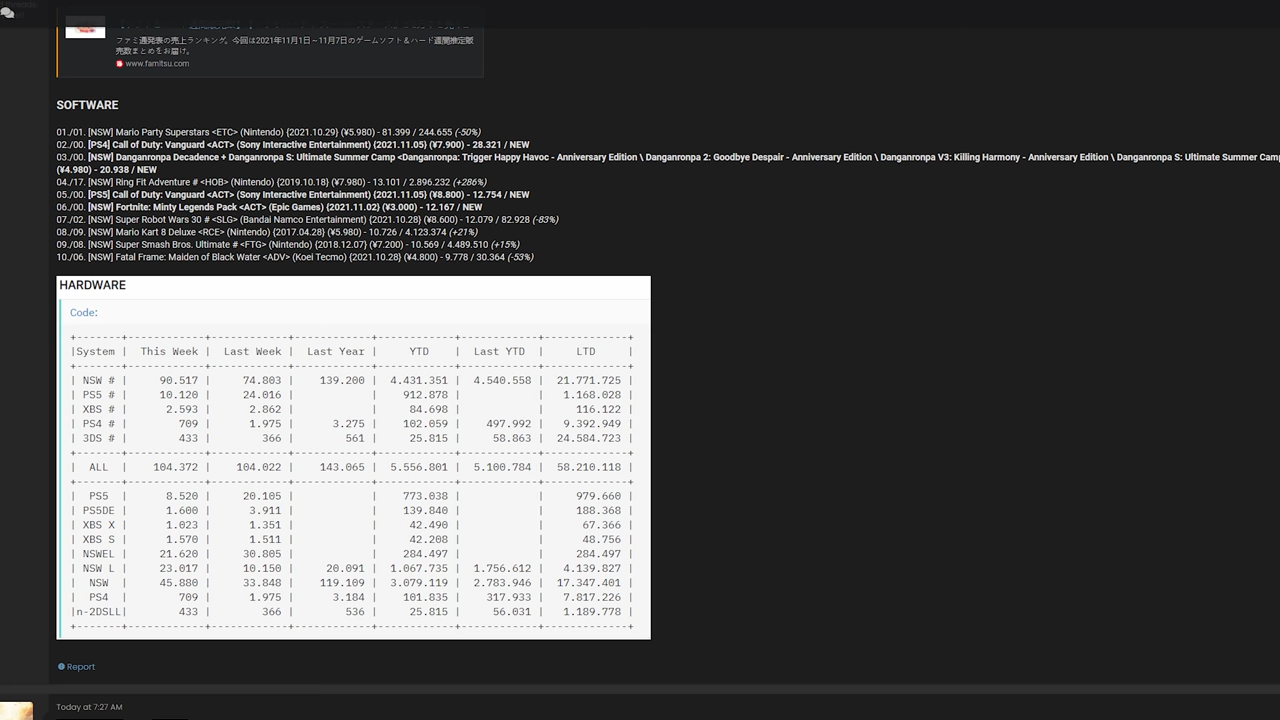 ファミ通発表の売上ランキング。今回は2021年11月1日～11月7日のゲームソフト＆ハード週間推定販
売数まとめをお届け。
www.famitsu.com
SOFTWARE
01./01. [NSW] Mario Party Superstars <ETC> (Nintendo) {2021.10.29} (¥5.980) - 81.399 / 244.655 (-50%)
02./00. [PS4] Call of Duty: Vanguard <ACT> (Sony Interactive Entertainment) {2021.11.05} (¥7.900) - 28.321 / NEW
03./00. [NSW] Danganronpa Decadence + Danganronpa S: Ultimate Summer Camp <Danganronpa: Trigger Happy Havoc - Anniversary Edition \ Danganronpa 2: Goodbye Despair - Anniversary Edition \ Danganronpa V3: Killing Harmony - Anniversary Edition \ Danganronpa S: Ultimate Summer Camp
(¥4.980) - 20.938 / NEW
04./17. [NSW] Ring Fit Adventure # <HOB> (Nintendo) {2019.10.18} (¥7.980) - 13.101 / 2.896.232 (+286%)
05./00. [PS5] Call of Duty: Vanguard <ACT> (Sony Interactive Entertainment) {2021.11.05} (¥8.800) - 12.754 / NEW
06./00. [NSW] Fortnite: Minty Legends Pack <ACT> (Epic Games) {2021.11.02} (¥3.000) - 12.167 / NEW
07./02. [NSW] Super Robot Wars 30 # <SLG> (Bandai Namco Entertainment) {2021.10.28} (¥8.600) - 12.079 / 82.928 (-83%)
08./09. [NSW] Mario Kart 8 Deluxe <RCE> (Nintendo) {2017.04.28} (¥5.980) - 10.726 / 4.123.374 (+21%)
09./08. [NSW] Super Smash Bros. Ultimate # <FTG> (Nintendo) {2018.12.07} (¥7.200) - 10.569 / 4.489.510 (+15%)
10./06. [NSW] Fatal Frame: Maiden of Black Water <ADV> (Koei Tecmo) {2021.10.28} (¥4.800) - 9.778 / 30.364 (-53%)
HARDWARE
Code:
+-------+------------+------------+------------+------------+------------+-------------+
|System | This Week | Last Week | Last Year | YTD | Last YTD | LTD |
+-------+------------+------------+------------+------------+------------+-------------+
| NSW # | 90.517 | 74.803 | 139.200 | 4.431.351 | 4.540.558 | 21.771.725 |
| PS5 # | 10.120 | 24.016 | | 912.878 | | 1.168.028 |
| XBS # | 2.593 | 2.862 | | 84.698 | | 116.122 |
| PS4 # | 709 | 1.975 | 3.275 | 102.059 | 497.992 | 9.392.949 |
| 3DS # | 433 | 366 | 561 | 25.815 | 58.863 | 24.584.723 |
+-------+------------+------------+------------+------------+------------+-------------+
| ALL | 104.372 | 104.022 | 143.065 | 5.556.801 | 5.100.784 | 58.210.118 |
+-------+------------+------------+------------+------------+------------+-------------+
| PS5 | 8.520 | 20.105 | | 773.038 | | 979.660 |
| PS5DE | 1.600 | 3.911 | | 139.840 | | 188.368 |
| XBS X | 1.023 | 1.351 | | 42.490 | | 67.366 |
| XBS S | 1.570 | 1.511 | | 42.208 | | 48.756 |
| NSWEL | 21.620 | 30.805 | | 284.497 | | 284.497 |
| NSW L | 23.017 | 10.150 | 20.091 | 1.067.735 | 1.756.612 | 4.139.827 |
| NSW | 45.880 | 33.848 | 119.109 | 3.079.119 | 2.783.946 | 17.347.401 |
| PS4 | 709 | 1.975 | 3.184 | 101.835 | 317.933 | 7.817.226 |
|n-2DSLL| 433 | 366 | 536 | 25.815 | 56.031 | 1.189.778 |
+-------+------------+------------+------------+------------+------------+-------------+
Report
Today at 7:27 AM